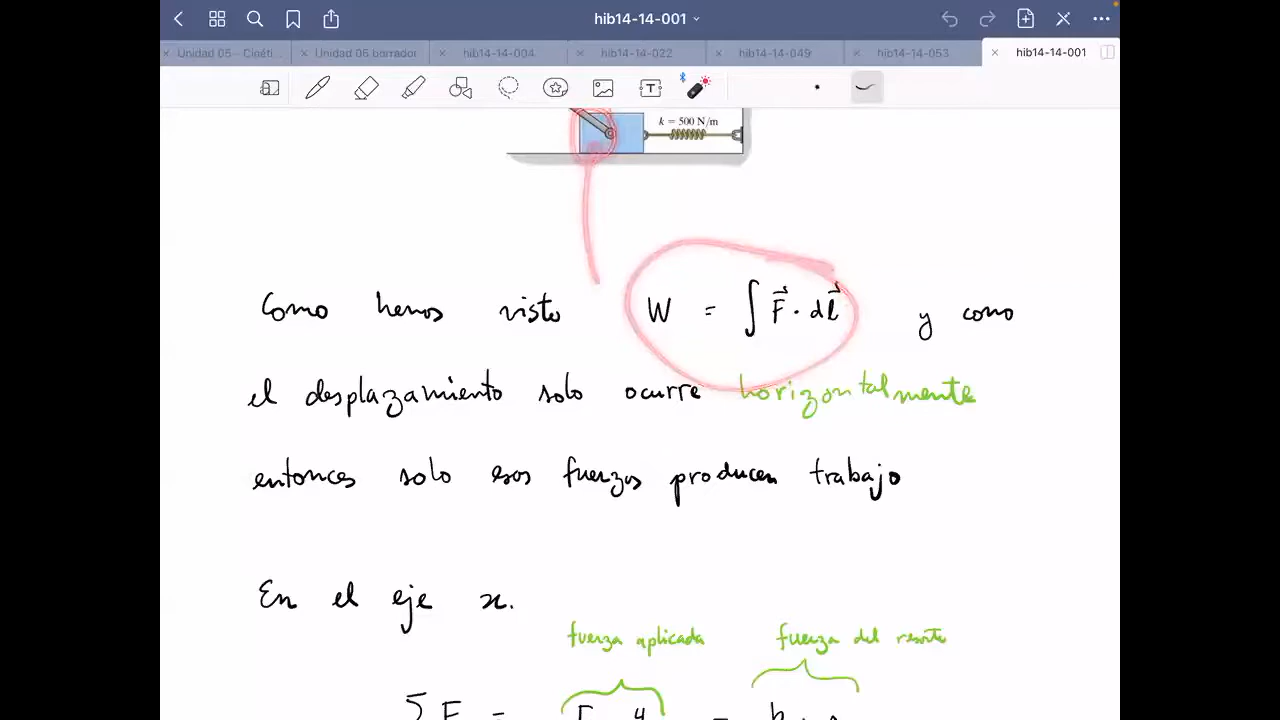 hib14-14-001
Unidad 05 – Cinéti...
Unidad 06 borrador
hib14-14-004
hib14-14-022
hib14-14-049
hib14-14-053
hib14-14-001
k = 500 N/m
Como hemos visto W = ∫ F⃗ · dl⃗ y como
el desplazamiento solo ocurre horizontalmente
entonces solo esas fuerzas producen trabajo
En el eje x.
fuerza aplicada fuerza del resorte